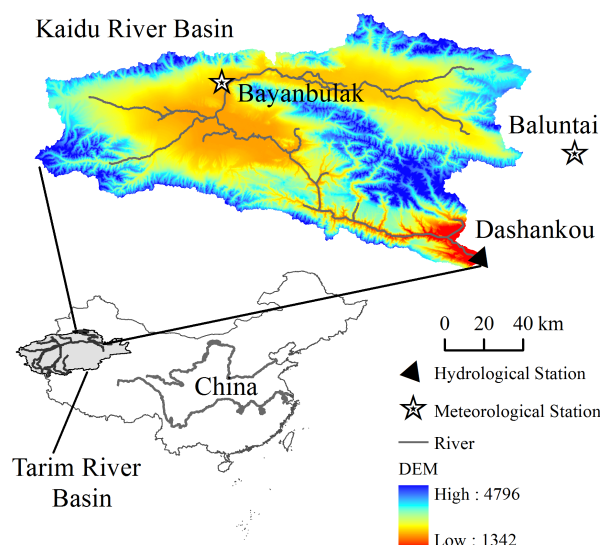 Kaidu River Basin
Bayanbulak
Baluntai
Dashankou
0 20 40 km
Hydrological Station
China
Meteorological Station
River
Tarim River
Basin
DEM
High : 4796
Low : 1342